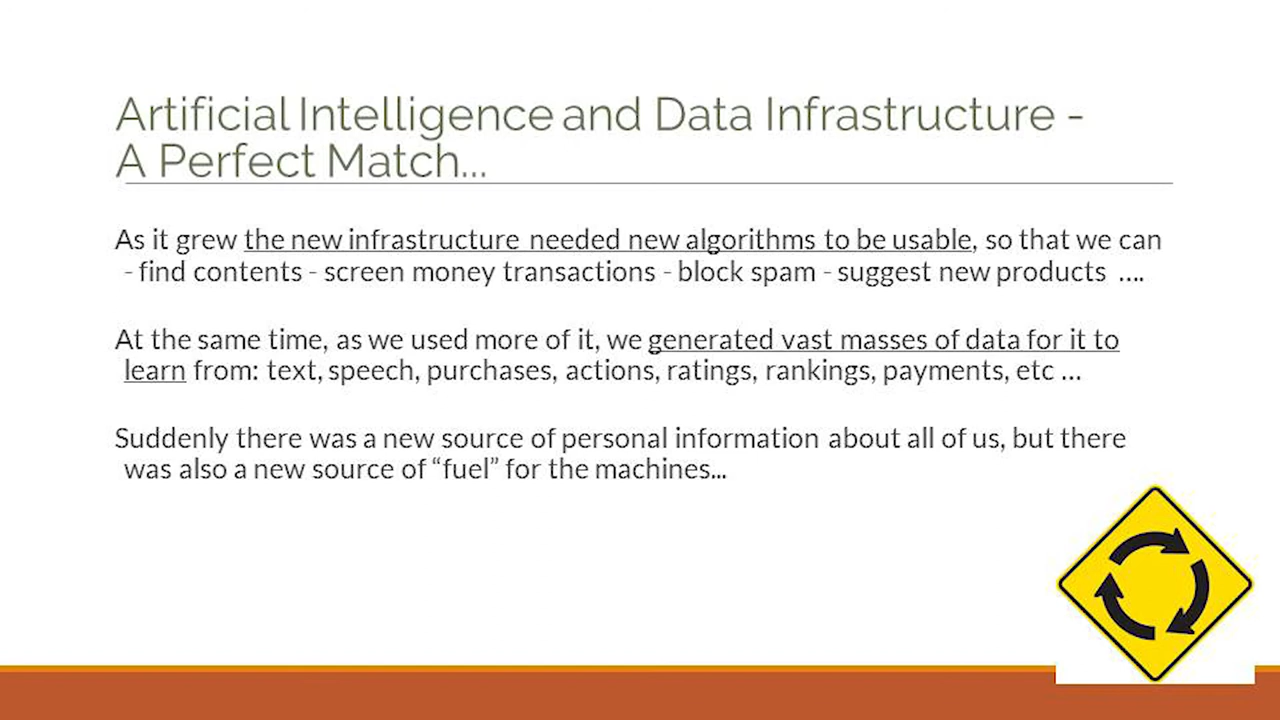 Artificial Intelligence and Data Infrastructure -
A Perfect Match...
As it grew the new infrastructure needed new algorithms to be usable, so that we can
- find contents - screen money transactions - block spam - suggest new products ....
At the same time, as we used more of it, we generated vast masses of data for it to
learn from: text, speech, purchases, actions, ratings, rankings, payments, etc ...
Suddenly there was a new source of personal information about all of us, but there
was also a new source of “fuel” for the machines...